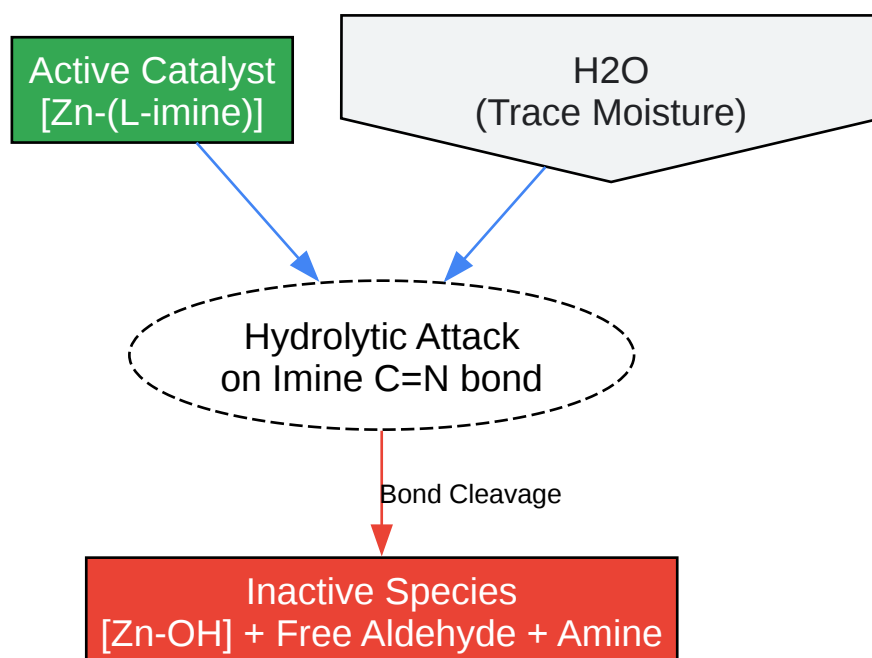 Active Catalyst
[Zn-(L-imine)]
H2O
(Trace Moisture)
Hydrolytic Attack
on Imine C=N bond
Bond Cleavage
Inactive Species
[Zn-OH] + Free Aldehyde + Amine